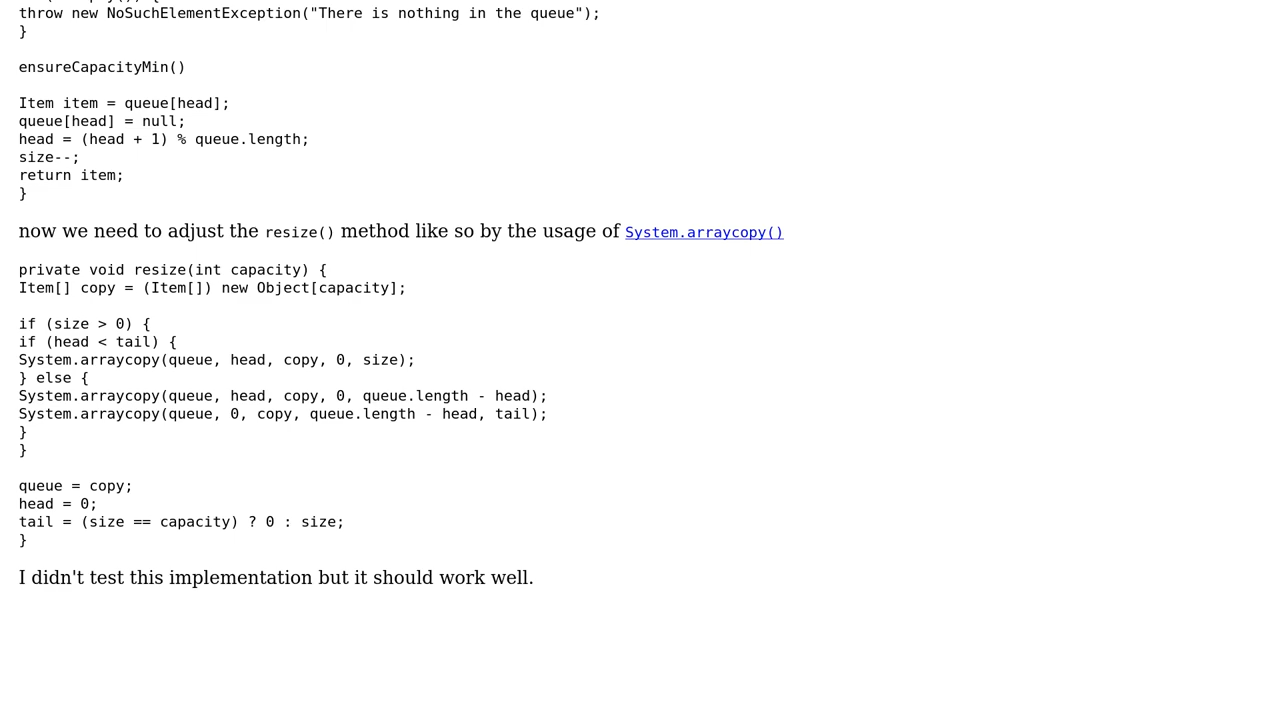 throw new NoSuchElementException("There is nothing in the queue");
}
ensureCapacityMin()
Item item = queue[head];
queue[head] = null;
head = (head + 1) % queue.length;
size--;
return item;
}
now we need to adjust the resize() method like so by the usage of System.arraycopy()
private void resize(int capacity) {
Item[] copy = (Item[]) new Object[capacity];
if (size > 0) {
if (head < tail) {
System.arraycopy(queue, head, copy, 0, size);
} else {
System.arraycopy(queue, head, copy, 0, queue.length - head);
System.arraycopy(queue, 0, copy, queue.length - head, tail);
}
}
queue = copy;
head = 0;
tail = (size == capacity) ? 0 : size;
}
I didn't test this implementation but it should work well.